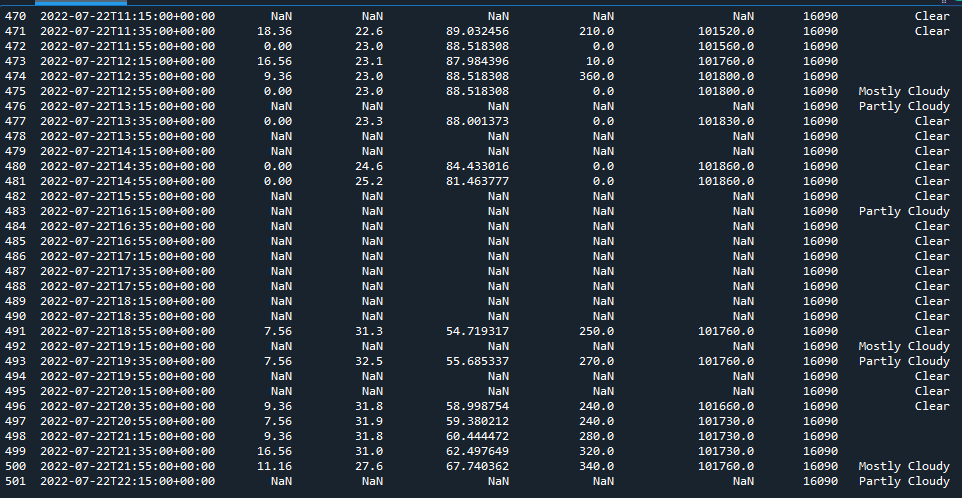 470 2022-07-22T11:15:00+00:00 NaN NaN NaN NaN NaN 16090 Clear
471 2022-07-22T11:35:00+00:00 18.36 22.6 89.032456 210.0 101520.0 16090 Clear
472 2022-07-22T11:55:00+00:00 0.00 23.0 88.518308 0.0 101560.0 16090
473 2022-07-22T12:15:00+00:00 16.56 23.1 87.984396 10.0 101760.0 16090
474 2022-07-22T12:35:00+00:00 9.36 23.0 88.518308 360.0 101800.0 16090
475 2022-07-22T12:55:00+00:00 0.00 23.0 88.518308 0.0 101800.0 16090 Mostly Cloudy
476 2022-07-22T13:15:00+00:00 NaN NaN NaN NaN NaN 16090 Partly Cloudy
477 2022-07-22T13:35:00+00:00 0.00 23.3 88.001373 0.0 101830.0 16090 Clear
478 2022-07-22T13:55:00+00:00 NaN NaN NaN NaN NaN 16090 Clear
479 2022-07-22T14:15:00+00:00 NaN NaN NaN NaN NaN 16090 Clear
480 2022-07-22T14:35:00+00:00 0.00 24.6 84.433016 0.0 101860.0 16090 Clear
481 2022-07-22T14:55:00+00:00 0.00 25.2 81.463777 0.0 101860.0 16090 Clear
482 2022-07-22T15:55:00+00:00 NaN NaN NaN NaN NaN 16090 Clear
483 2022-07-22T16:15:00+00:00 NaN NaN NaN NaN NaN 16090 Partly Cloudy
484 2022-07-22T16:35:00+00:00 NaN NaN NaN NaN NaN 16090 Clear
485 2022-07-22T16:55:00+00:00 NaN NaN NaN NaN NaN 16090 Clear
486 2022-07-22T17:15:00+00:00 NaN NaN NaN NaN NaN 16090 Clear
487 2022-07-22T17:35:00+00:00 NaN NaN NaN NaN NaN 16090 Clear
488 2022-07-22T17:55:00+00:00 NaN NaN NaN NaN NaN 16090 Clear
489 2022-07-22T18:15:00+00:00 NaN NaN NaN NaN NaN 16090 Clear
490 2022-07-22T18:35:00+00:00 NaN NaN NaN NaN NaN 16090 Clear
491 2022-07-22T18:55:00+00:00 7.56 31.3 54.719317 250.0 101760.0 16090 Clear
492 2022-07-22T19:15:00+00:00 NaN NaN NaN NaN NaN 16090 Mostly Cloudy
493 2022-07-22T19:35:00+00:00 7.56 32.5 55.685337 270.0 101760.0 16090 Partly Cloudy
494 2022-07-22T19:55:00+00:00 NaN NaN NaN NaN NaN 16090 Clear
495 2022-07-22T20:15:00+00:00 NaN NaN NaN NaN NaN 16090 Clear
496 2022-07-22T20:35:00+00:00 9.36 31.8 58.998754 240.0 101660.0 16090 Clear
497 2022-07-22T20:55:00+00:00 7.56 31.9 59.380212 240.0 101730.0 16090
498 2022-07-22T21:15:00+00:00 9.36 31.8 60.444472 280.0 101730.0 16090
499 2022-07-22T21:35:00+00:00 16.56 31.0 62.497649 320.0 101730.0 16090
500 2022-07-22T21:55:00+00:00 11.16 27.6 67.740362 340.0 101760.0 16090 Mostly Cloudy
501 2022-07-22T22:15:00+00:00 NaN NaN NaN NaN NaN 16090 Partly Cloudy